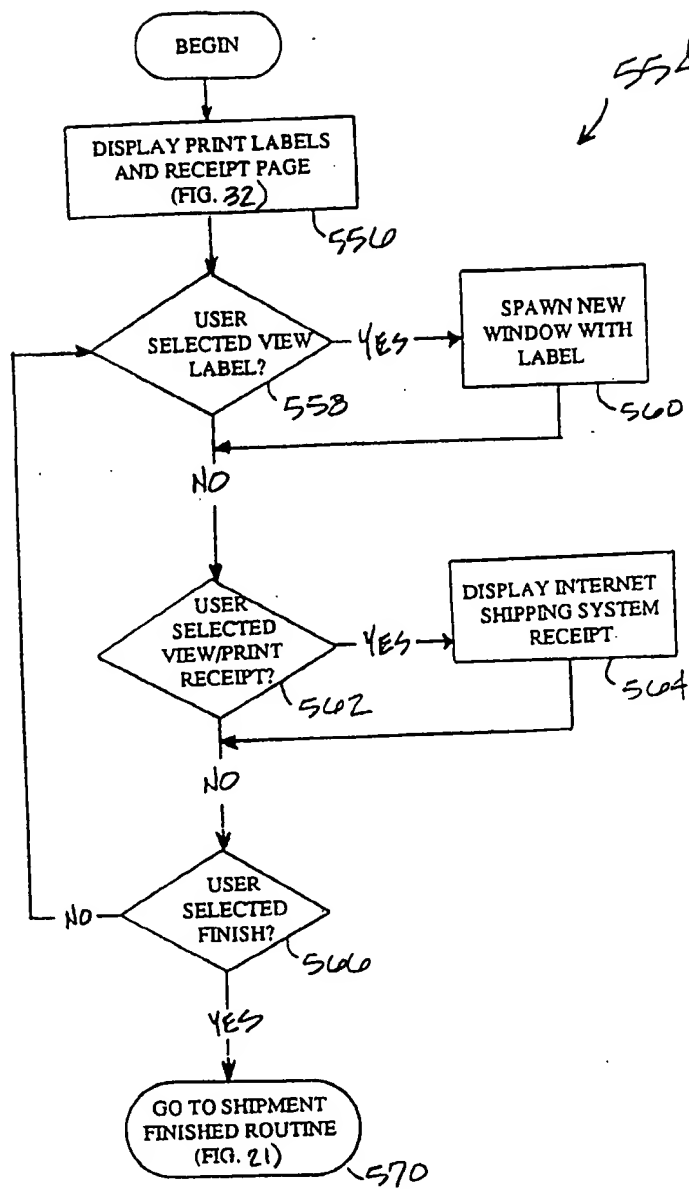 BEGIN
554
DISPLAY PRINT LABELS
AND RECEIPT PAGE
(FIG. 32)
556
USER
SELECTED VIEW
LABEL?
YES
SPAWN NEW
WINDOW WITH
LABEL
558
560
NO
USER
SELECTED
VIEW/PRINT
RECEIPT?
YES
DISPLAY INTERNET
SHIPPING SYSTEM
RECEIPT
562
564
NO
USER
SELECTED
FINISH?
NO
566
YES
GO TO SHIPMENT
FINISHED ROUTINE
(FIG. 21)
570